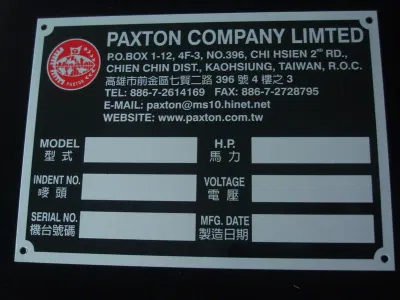 PAXTON
PAXTON COMPANY LIMTED
P.O.BOX 1-12, 4F-3, NO.396, CHI HSIEN 2ND RD.,
CHIEN CHIN DIST., KAOHSIUNG, TAIWAN, R.O.C.
高雄市前金區七賢二路 396 號 4 樓之 3
TEL: 886-7-2614169 FAX: 886-7-2728795
E-MAIL: paxton@ms10.hinet.net
WEBSITE: www.paxton.com.tw
MODEL H.P.
型式 馬力
INDENT NO. VOLTAGE
嘜頭 電壓
SERIAL NO. MFG. DATE
機台號碼 製造日期